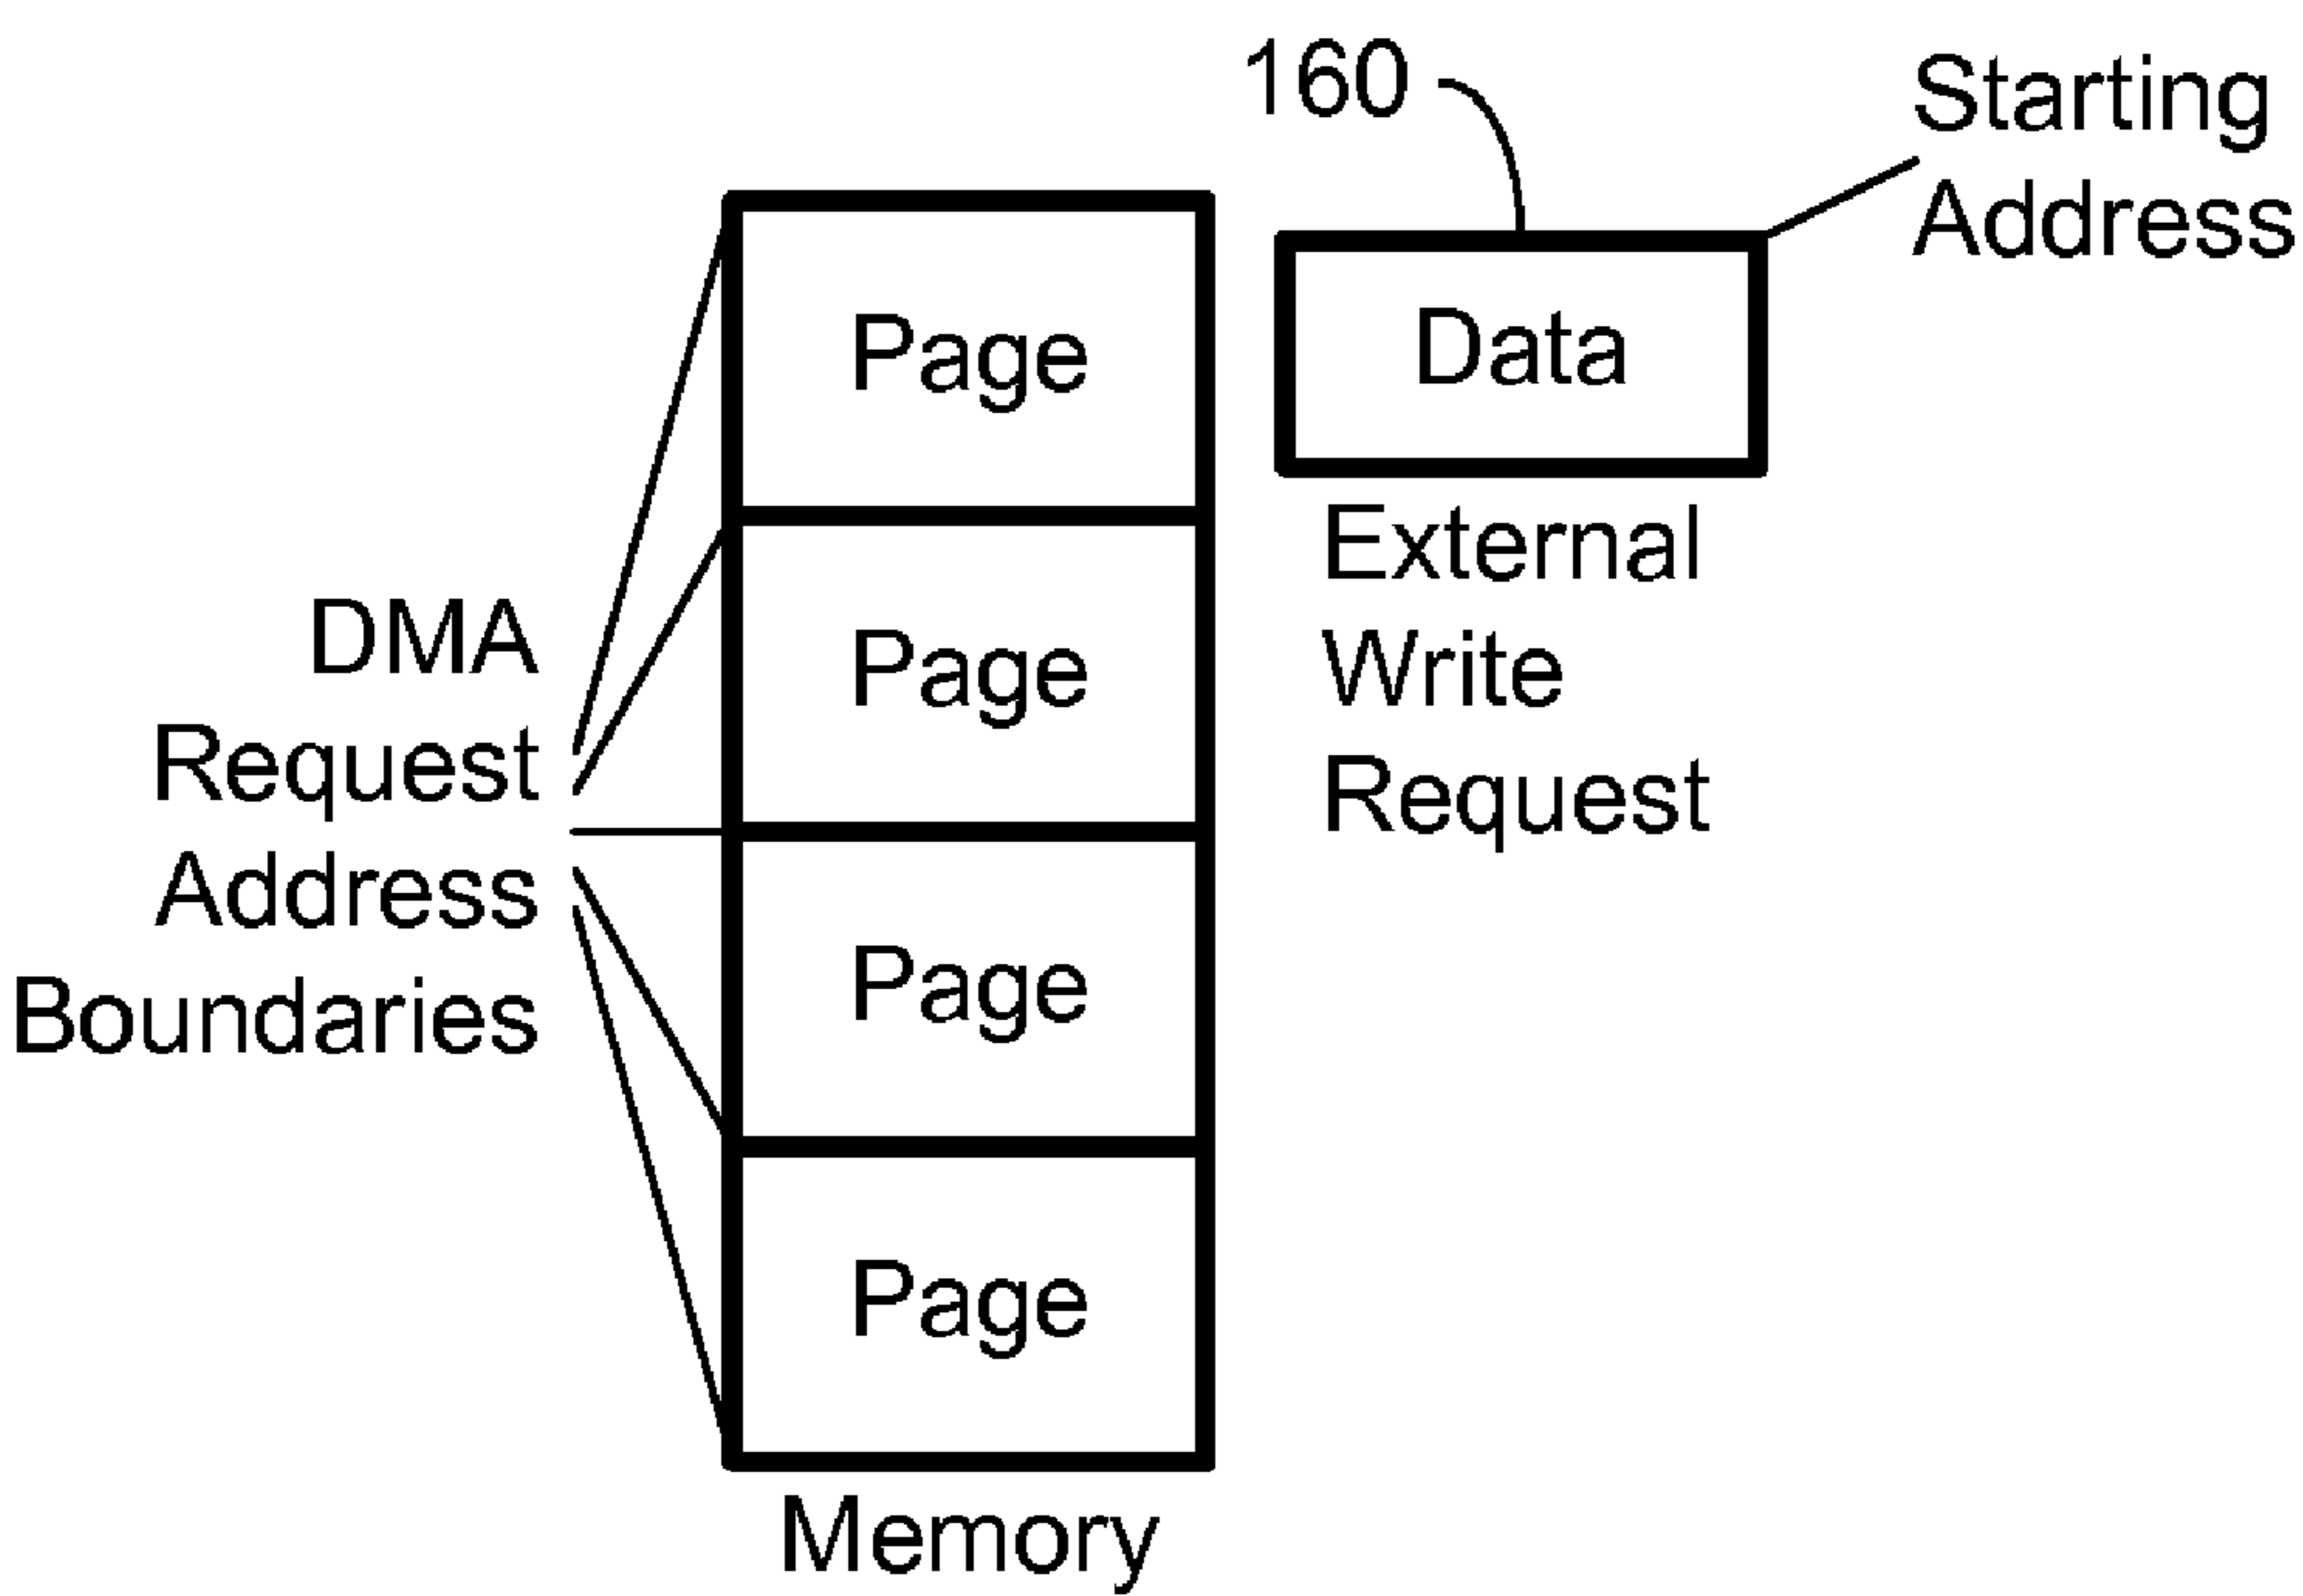 160
Starting
Address
Page
Data
External
Write
Request
Page
DMA
Request
Address
Boundaries
Page
Page
Memory